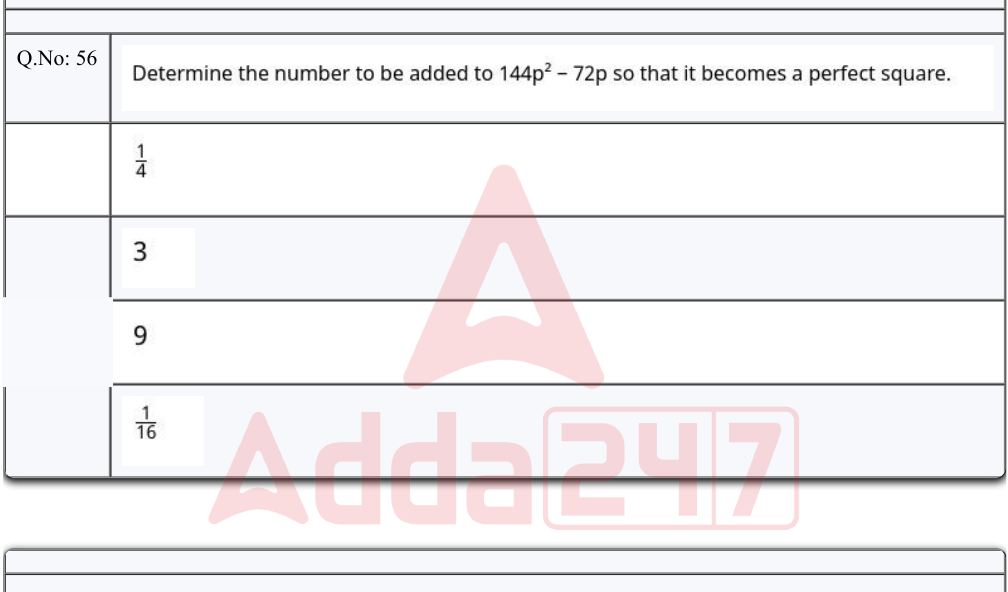 Q.No: 56
Determine the number to be added to 144p² – 72p so that it becomes a perfect square.
1/4
3
9
1/16
Adda247